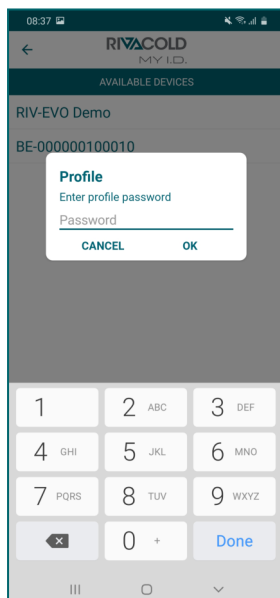 08:37
RIVACOLD
MY I.D.
AVAILABLE DEVICES
RIV-EVO Demo
BE-000000100010
Profile
Enter profile password
Password
CANCEL OK
1 2 ABC 3 DEF
4 GHI 5 JKL 6 MNO
7 PQRS 8 TUV 9 WXYZ
0 + Done